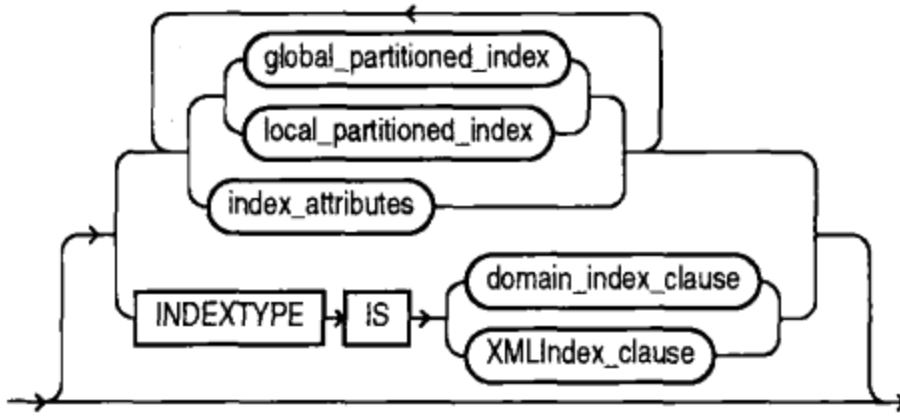 global_partitioned_index
local_partitioned_index
index_attributes
domain_index_clause
INDEXTYPE IS
XMLIndex_clause